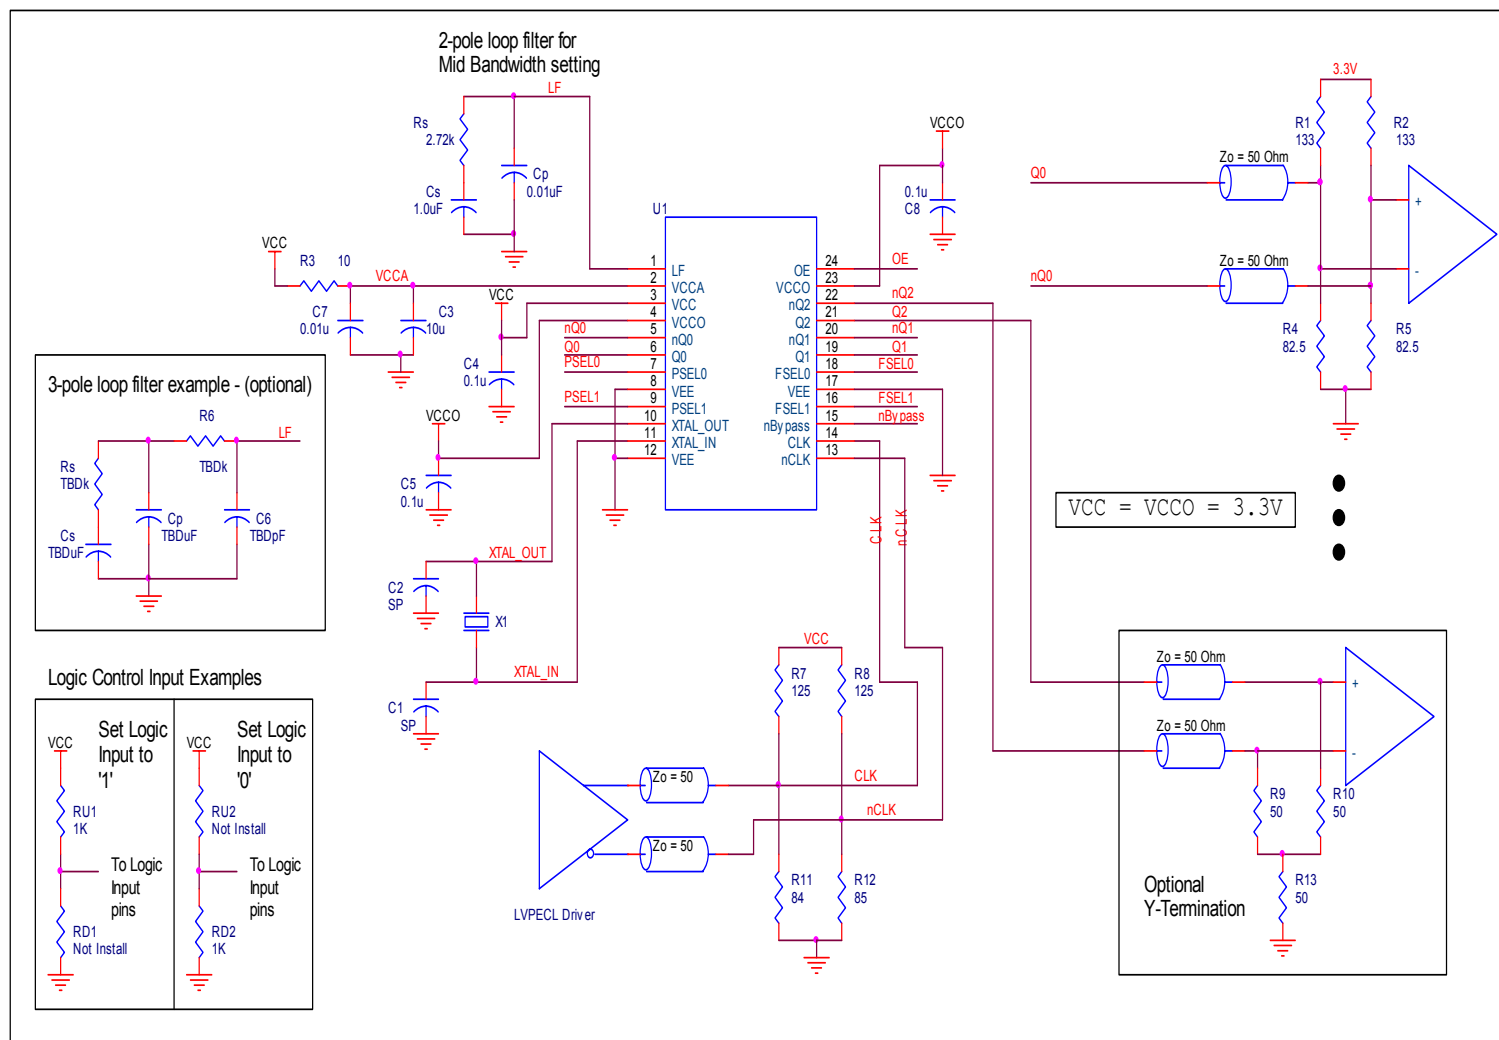 2-pole loop filter for
Mid Bandwidth setting
LF
Rs
2.72k
Cp
0.01uF
Cs
1.0uF
VCC
R3 10
VCCA
C7
0.01u
C3
10u
VCC
C4
0.1u
VCCO
C5
0.1u
nQ0
Q0
PSEL0
PSEL1
U1
1 LF
2 VCCA
3 VCC
4 VCCO
5 nQ0
6 Q0
7 PSEL0
8 VEE
9 PSEL1
10 XTAL_OUT
11 XTAL_IN
12 VEE
OE 24
VCCO 23
nQ2 22
Q2 21
nQ1 20
Q1 19
FSEL0 18
VEE 17
FSEL1 16
nBypass 15
CLK 14
nCLK 13
OE
nQ2
Q2
nQ1
Q1
FSEL0
FSEL1
nBypass
VCCO
0.1u
C8
CLK
nCLK
3.3V
R1
133
R2
133
Zo = 50 Ohm
Q0
+
Zo = 50 Ohm
nQ0
-
R4
82.5
R5
82.5
VCC = VCCO = 3.3V
3-pole loop filter example - (optional)
R6
LF
TBDk
Rs
TBDk
Cp
TBDuF
C6
TBDpF
Cs
TBDuF
XTAL_OUT
C2
SP
X1
XTAL_IN
C1
SP
Logic Control Input Examples
Set Logic
Input to
'1'
VCC
RU1
1K
To Logic
Input
pins
RD1
Not Install
Set Logic
Input to
'0'
VCC
RU2
Not Install
To Logic
Input
pins
RD2
1K
VCC
R7
125
R8
125
Zo = 50
CLK
nCLK
Zo = 50
R11
84
R12
85
LVPECL Driver
Zo = 50 Ohm
+
Zo = 50 Ohm
-
R9
50
R10
50
R13
50
Optional
Y-Termination